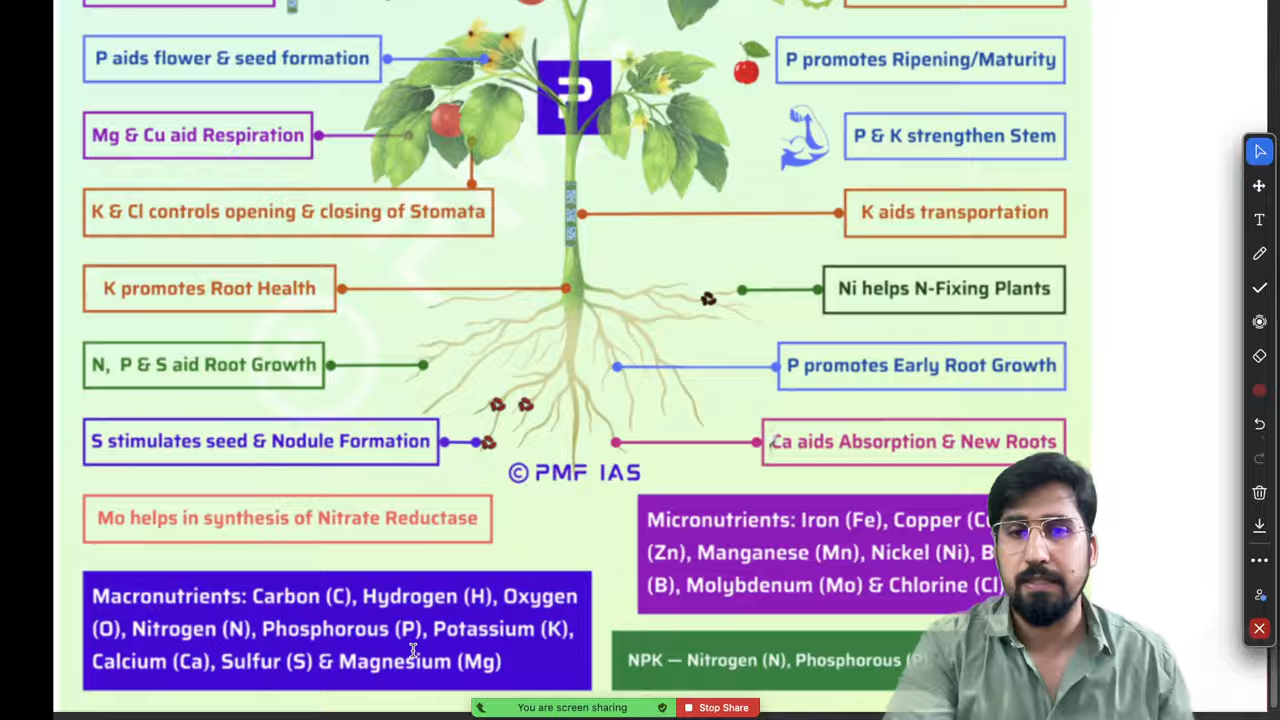 P aids flower & seed formation
P promotes Ripening/Maturity
P
Mg & Cu aid Respiration
P & K strengthen Stem
K & Cl controls opening & closing of Stomata
K aids transportation
K promotes Root Health
Ni helps N-Fixing Plants
N, P & S aid Root Growth
P promotes Early Root Growth
S stimulates seed & Nodule Formation
Ca aids Absorption & New Roots
© PMF IAS
Mo helps in synthesis of Nitrate Reductase
Micronutrients: Iron (Fe), Copper (C
(Zn), Manganese (Mn), Nickel (Ni), B
(B), Molybdenum (Mo) & Chlorine (Cl)
Macronutrients: Carbon (C), Hydrogen (H), Oxygen
(O), Nitrogen (N), Phosphorous (P), Potassium (K),
Calcium (Ca), Sulfur (S) & Magnesium (Mg)
NPK — Nitrogen (N), Phosphorous (P
You are screen sharing
Stop Share